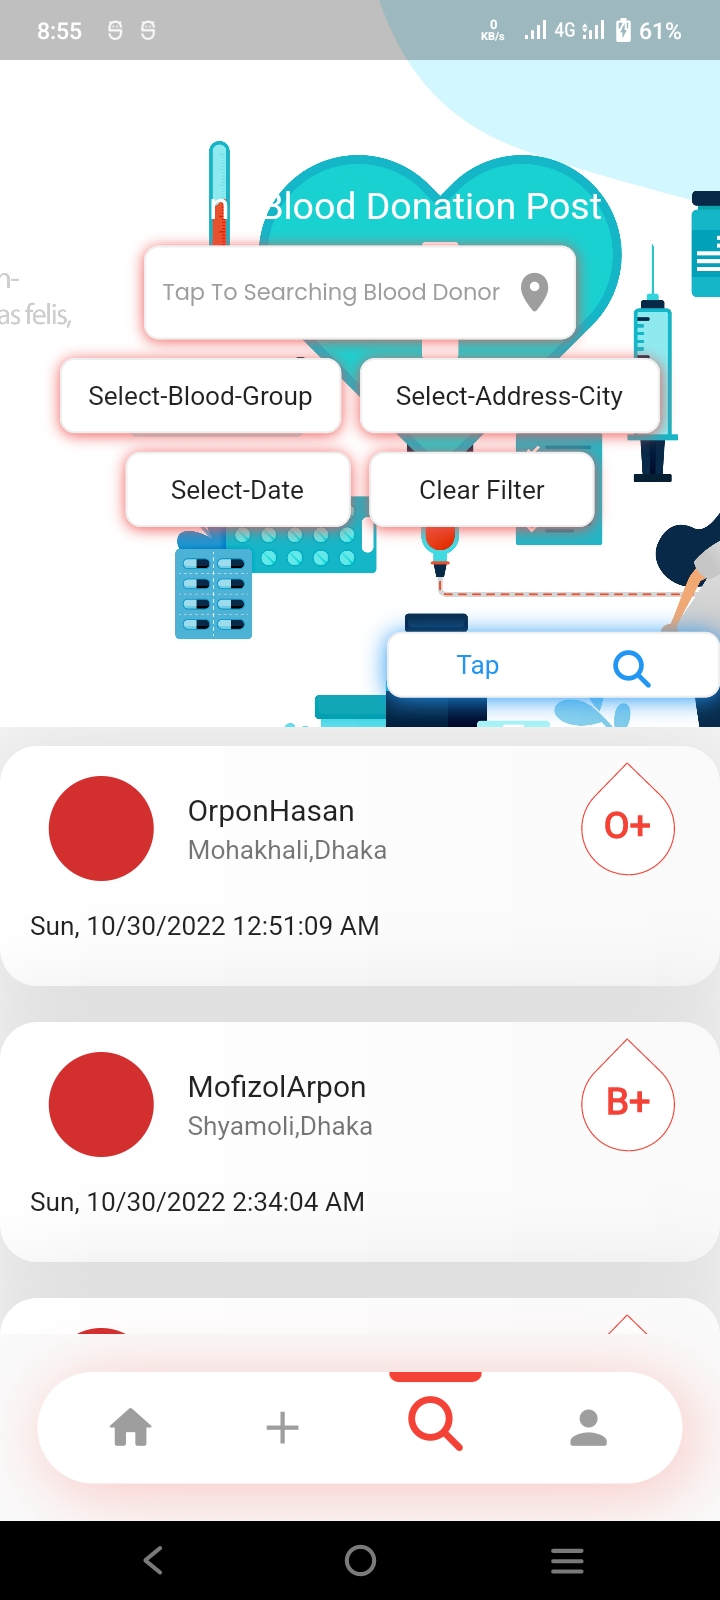 8:55
0
KB/s
4G
61%
n Blood Donation Post
n-
as felis,
Tap To Searching Blood Donor
Select-Blood-Group
Select-Address-City
Select-Date
Clear Filter
Tap
OrponHasan
Mohakhali,Dhaka
O+
Sun, 10/30/2022 12:51:09 AM
MofizolArpon
Shyamoli,Dhaka
B+
Sun, 10/30/2022 2:34:04 AM